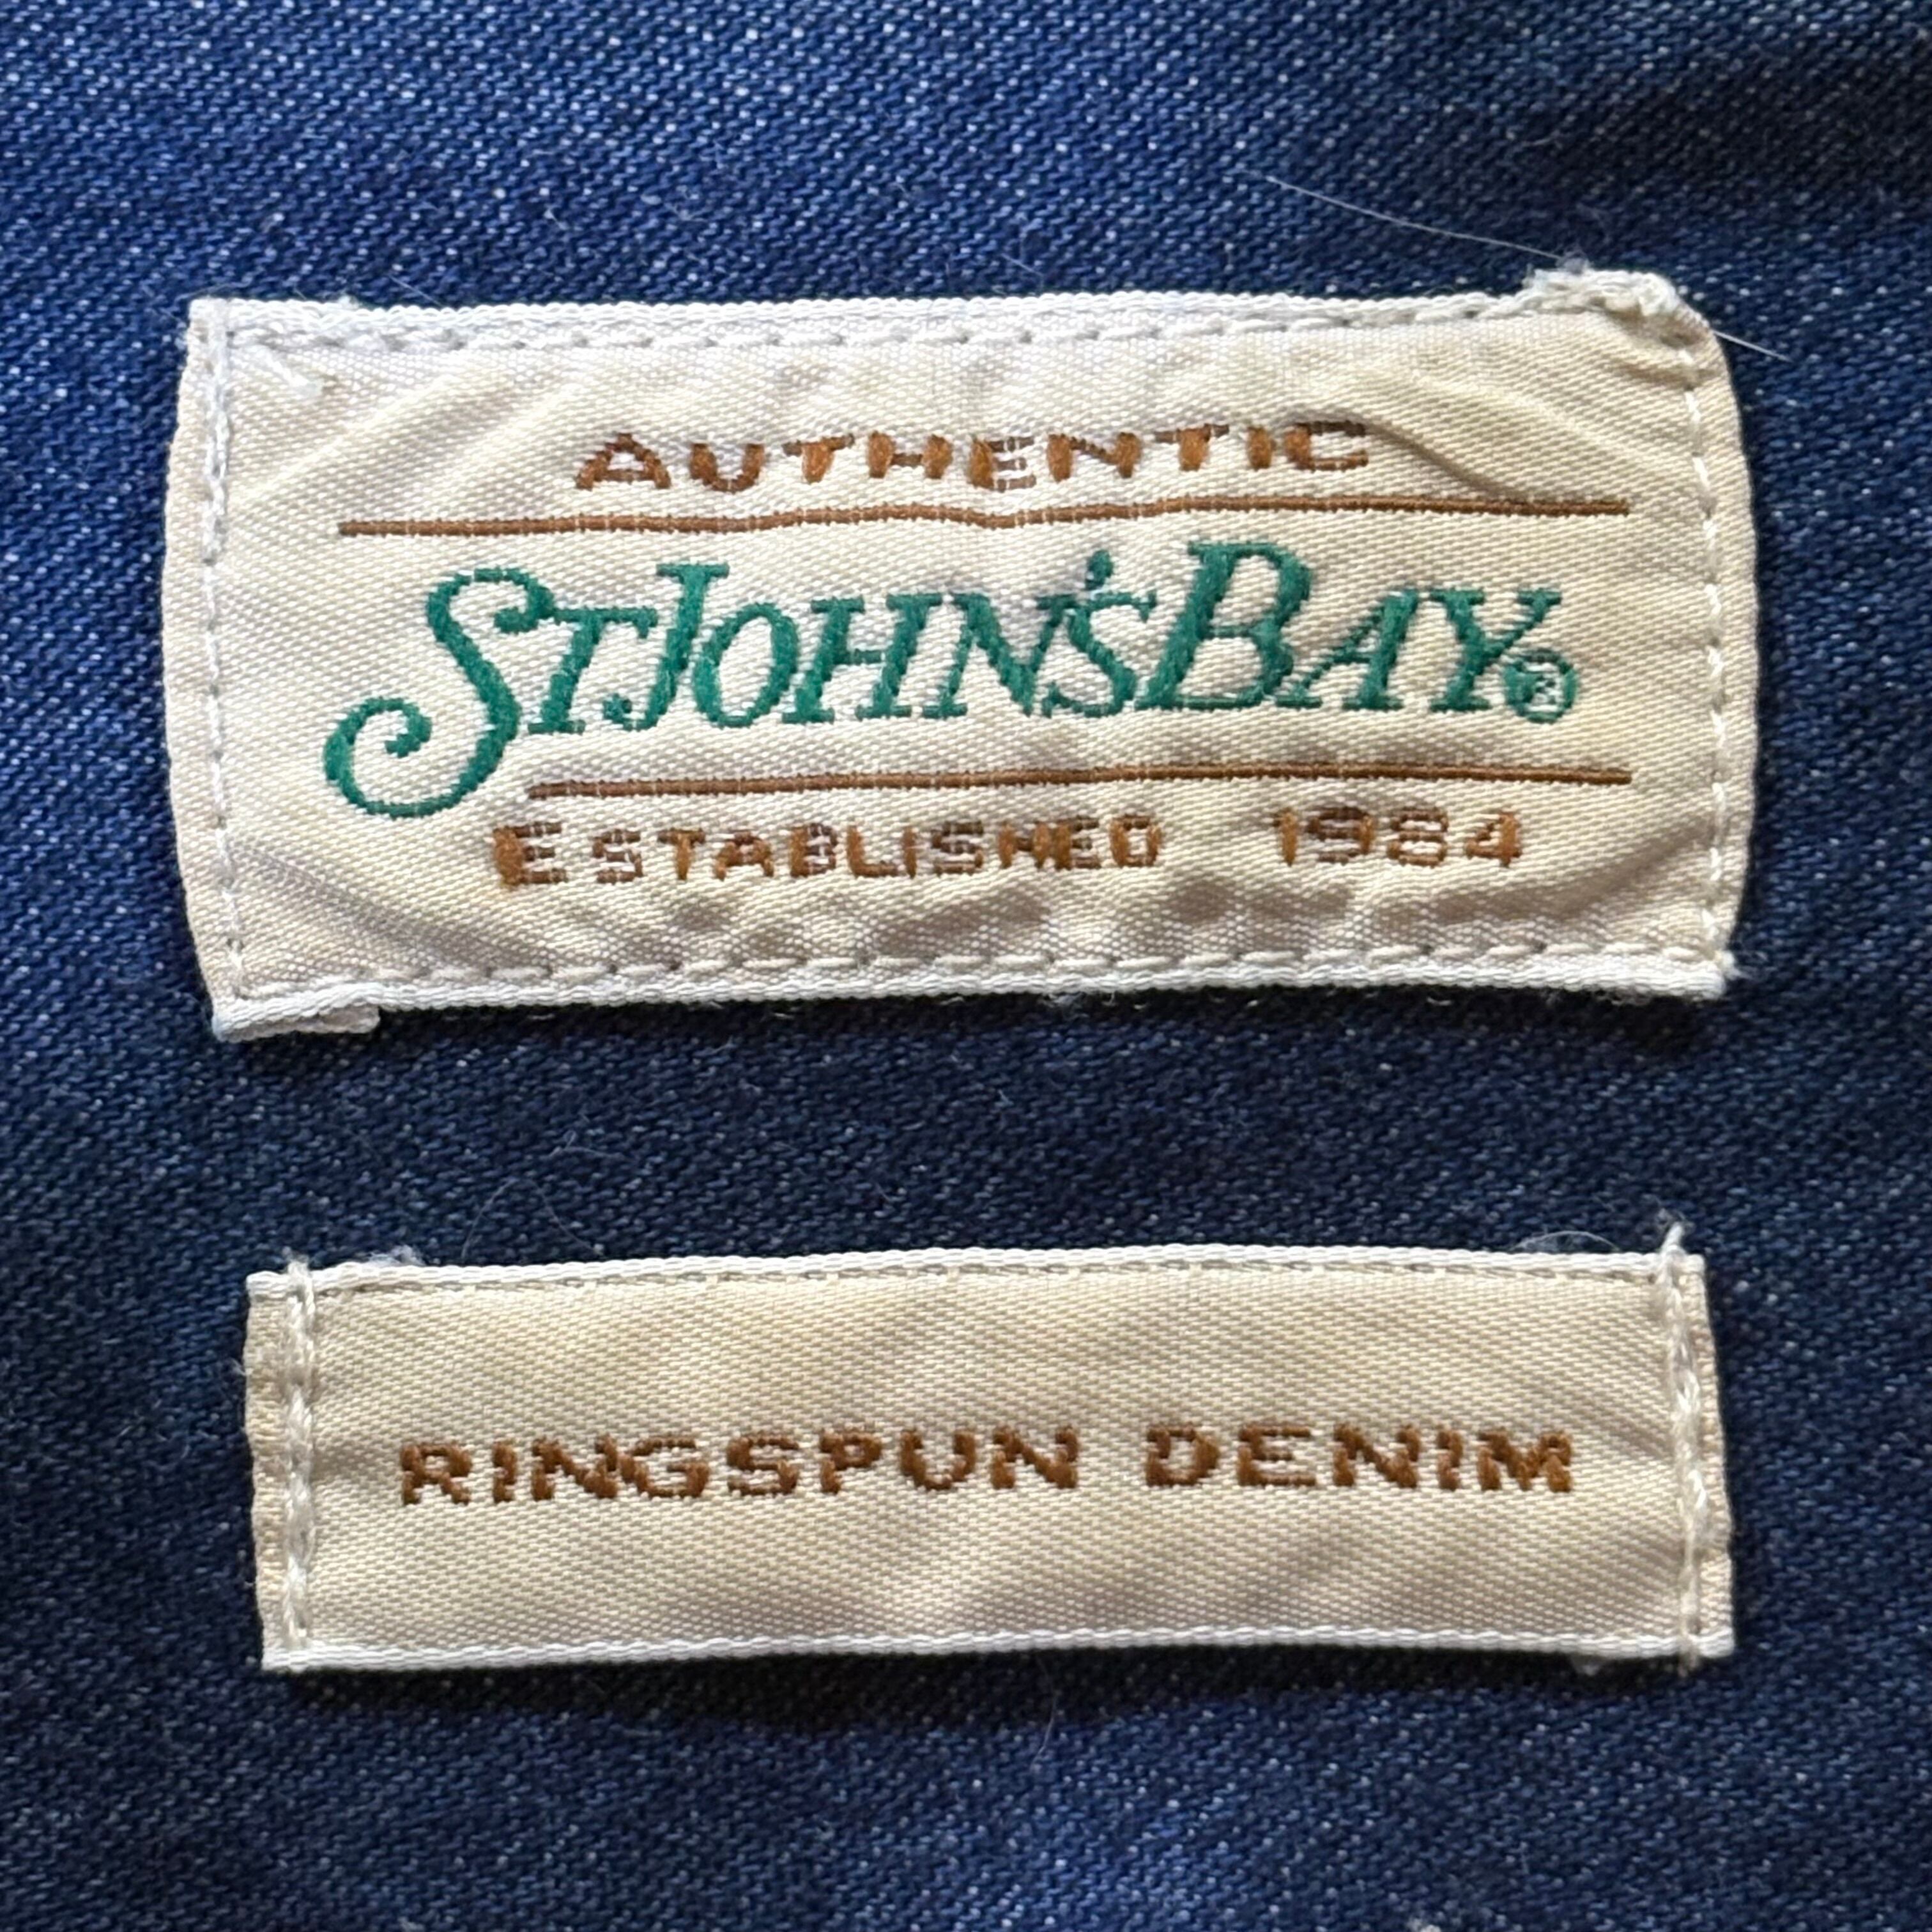 AUTHENTIC
ST JOHN'S BAY®
ESTABLISHED 1984
RINGSPUN DENIM